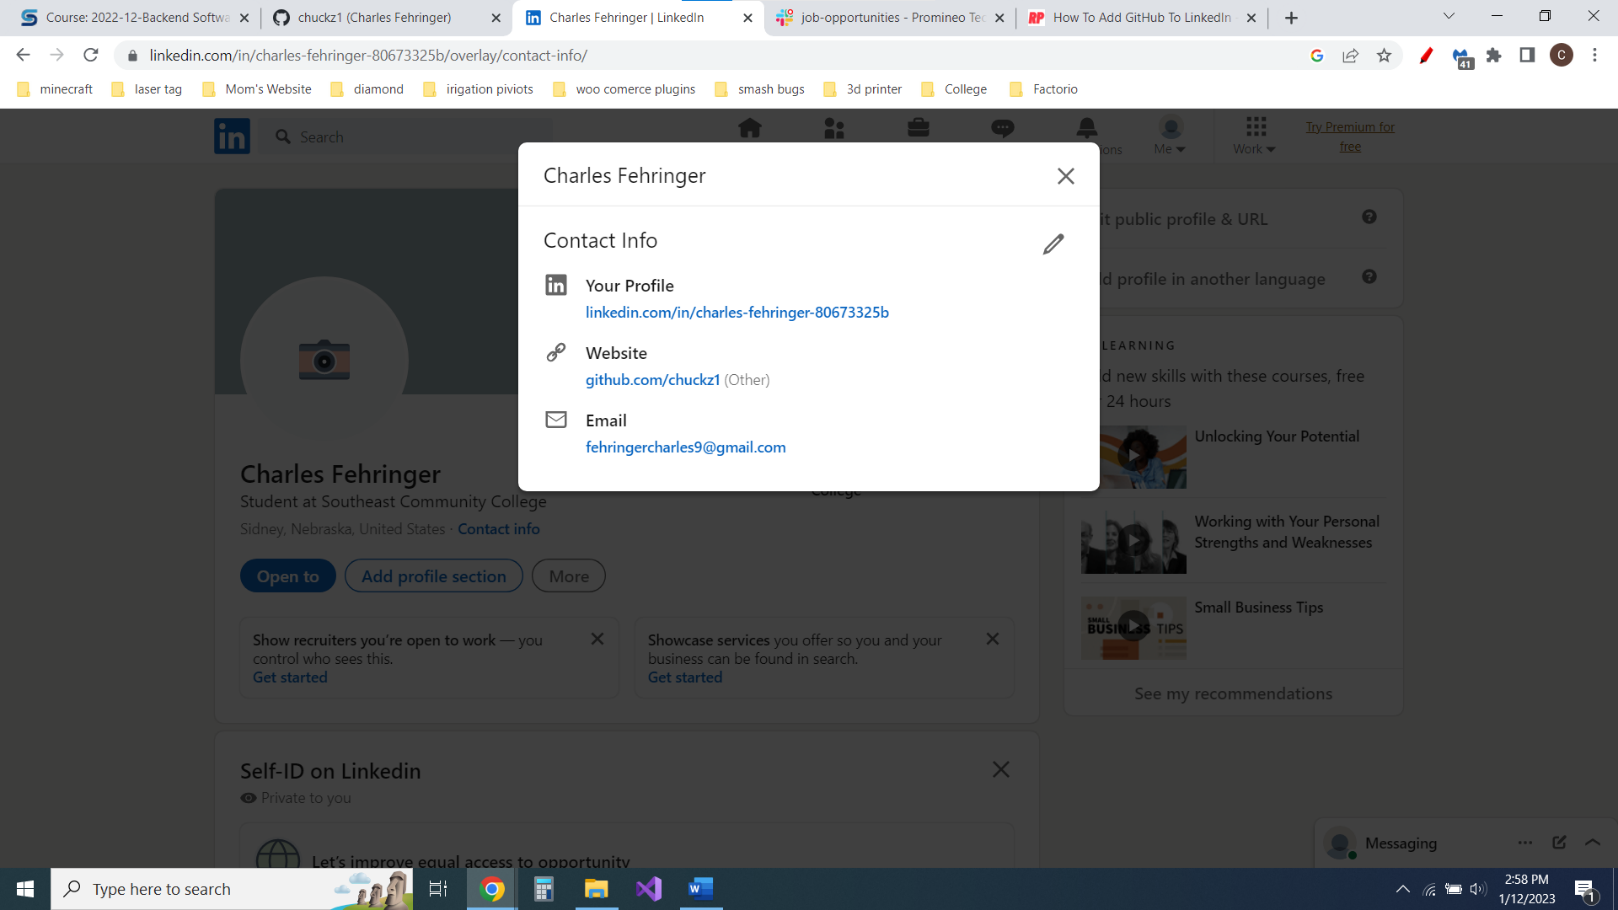 Course: 2022-12-Backend Softwa
chuckz1 (Charles Fehringer)
Charles Fehringer | LinkedIn
job-opportunities - Promineo Tec
RP
How To Add GitHub To LinkedIn -
linkedin.com/in/charles-fehringer-80673325b/overlay/contact-info/
41
C
minecraft
laser tag
Mom's Website
diamond
irigation piviots
woo comerce plugins
smash bugs
3d printer
College
Factorio
in
Search
ons
Me
Work
Try Premium for
free
Charles Fehringer
Contact Info
Your Profile
linkedin.com/in/charles-fehringer-80673325b
Website
github.com/chuckz1 (Other)
Email
fehringercharles9@gmail.com
it public profile & URL
d profile in another language
LEARNING
d new skills with these courses, free
24 hours
Unlocking Your Potential
Working with Your Personal
Strengths and Weaknesses
SMALL
BUSINESS TIPS
Small Business Tips
See my recommendations
Charles Fehringer
College
Student at Southeast Community College
Sidney, Nebraska, United States · Contact info
Open to
Add profile section
More
Show recruiters you're open to work — you
control who sees this.
Get started
Showcase services you offer so you and your
business can be found in search.
Get started
Self-ID on Linkedin
Private to you
Let's improve equal access to opportunity
Messaging
Type here to search
2:58 PM
1/12/2023
1